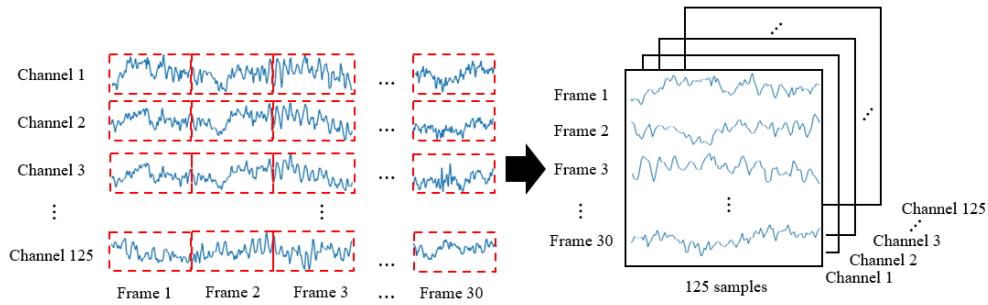 Channel 1
Channel 2
Channel 3
⋮
⋮
Channel 125
...
...
...
...
Frame 1 Frame 2 Frame 3 ... Frame 30
Frame 1
Frame 2
Frame 3
⋮
⋮
Frame 30
125 samples
...
...
Channel 125
...
Channel 3
Channel 2
Channel 1